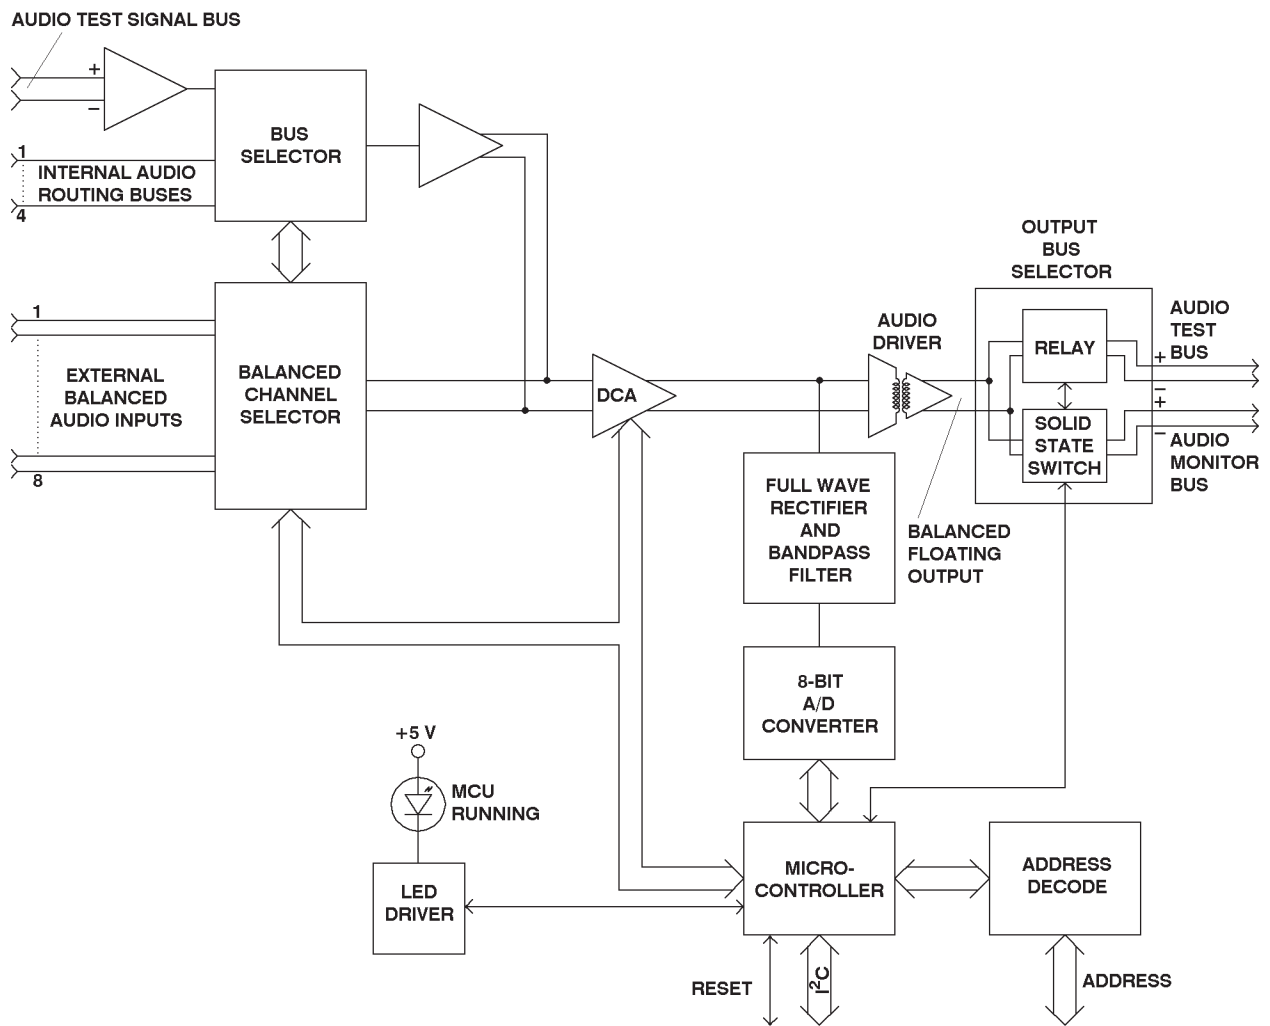 AUDIO TEST SIGNAL BUS
+
−
BUS
SELECTOR
1
INTERNAL AUDIO
ROUTING BUSES
4
OUTPUT
BUS
SELECTOR
1
EXTERNAL
BALANCED
AUDIO INPUTS
8
BALANCED
CHANNEL
SELECTOR
DCA
AUDIO
DRIVER
RELAY
SOLID
STATE
SWITCH
AUDIO
TEST
BUS
+
−
+
−
AUDIO
MONITOR
BUS
FULL WAVE
RECTIFIER
AND
BANDPASS
FILTER
BALANCED
FLOATING
OUTPUT
8-BIT
A/D
CONVERTER
+5 V
MCU
RUNNING
LED
DRIVER
MICRO-
CONTROLLER
ADDRESS
DECODE
RESET
I²C
ADDRESS